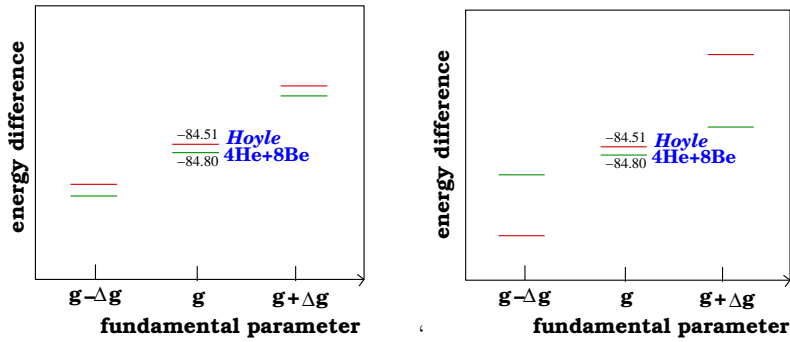 energy difference
−84.51
Hoyle
−84.80
4He+8Be
g−Δg
g
g+Δg
fundamental parameter
energy difference
−84.51
Hoyle
−84.80
4He+8Be
g−Δg
g
g+Δg
fundamental parameter